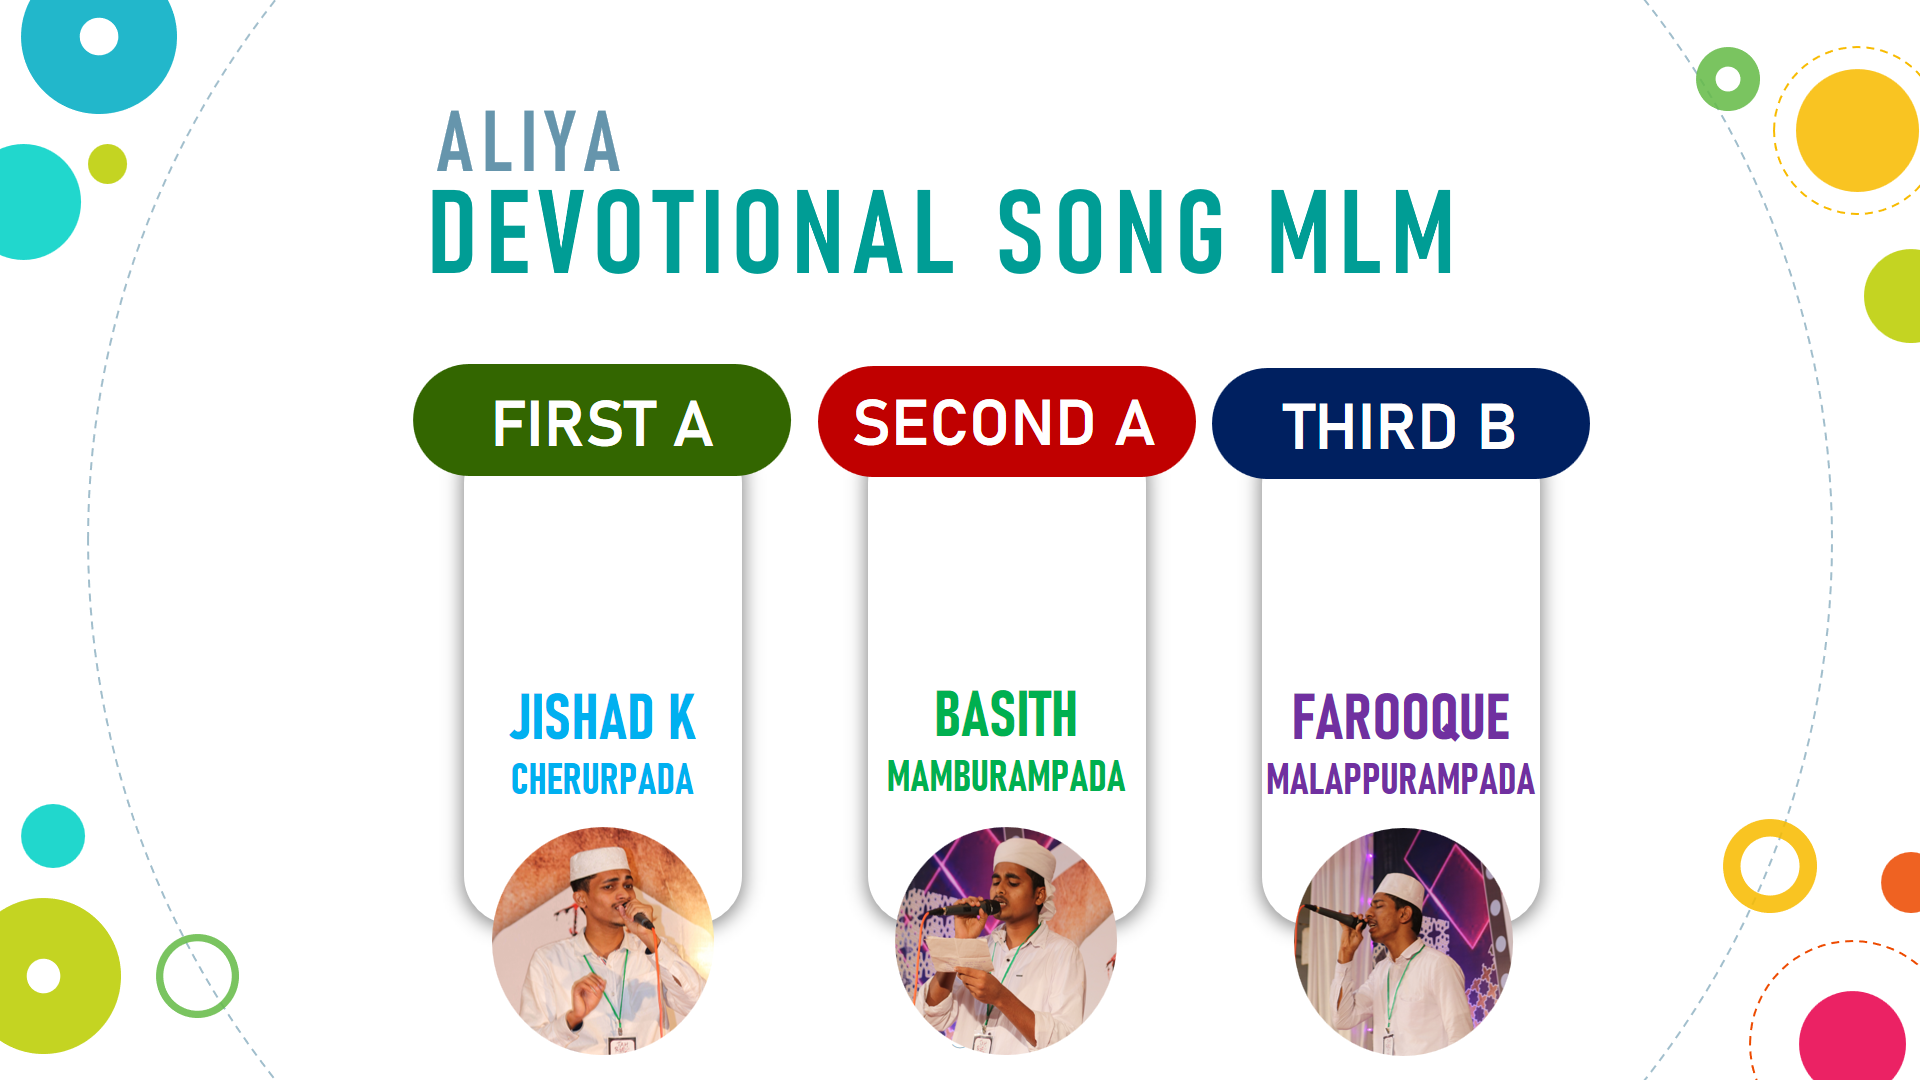 ALIYA
DEVOTIONAL SONG MLM
FIRST A
SECOND A
THIRD B
JISHAD K
CHERURPADA
BASITH
MAMBURAMPADA
FAROOQUE
MALAPPURAMPADA